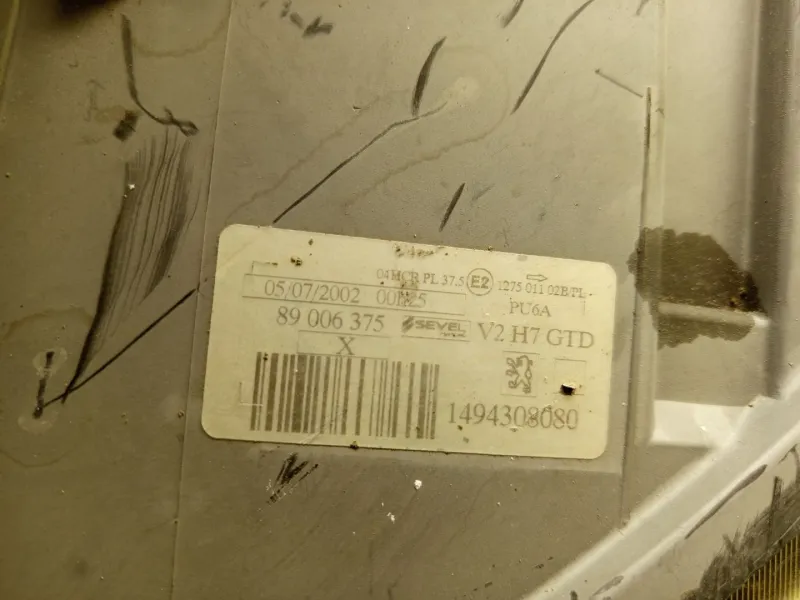 04HCR PL 37.5 E2 1275 011 02B/PL
05/07/2002
PU6A
89 006 375 SEVEL V2 H7 GTD
X
1494308080